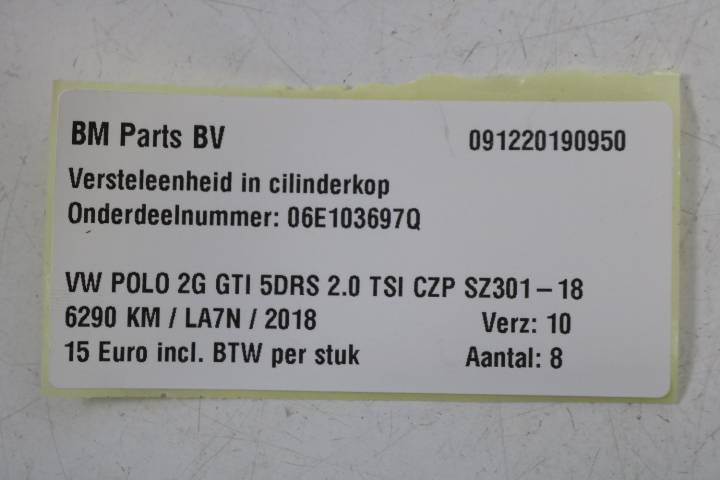 BM Parts BV 091220190950
Versteleenheid in cilinderkop
Onderdeelnummer: 06E103697Q
VW POLO 2G GTI 5DRS 2.0 TSI CZP SZ301-18
6290 KM / LA7N / 2018 Verz: 10
15 Euro incl. BTW per stuk Aantal: 8